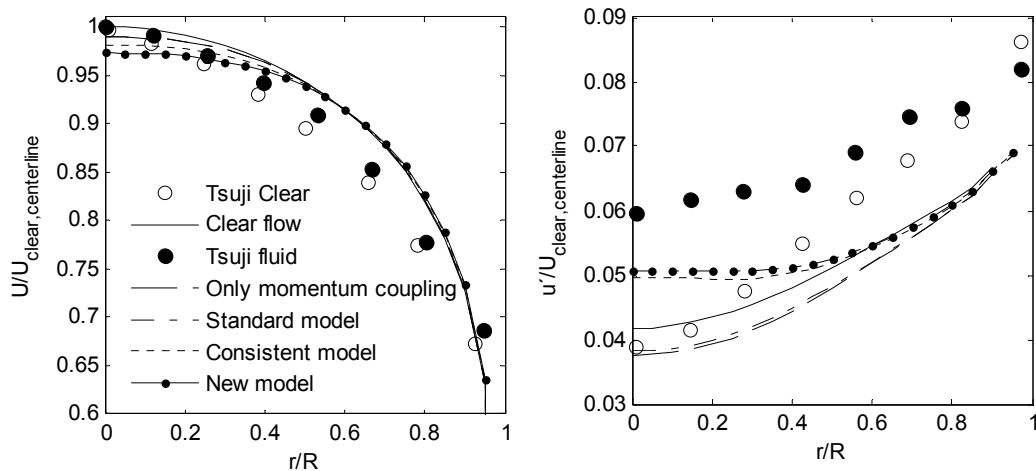 U/U_clear,centerline
1
0.95
0.9
0.85
0.8
0.75
0.7
0.65
0.6
Tsuji Clear
Clear flow
Tsuji fluid
Only momentum coupling
Standard model
Consistent model
New model
0 0.2 0.4 0.6 0.8 1
r/R
u´/U_clear,centerline
0.09
0.08
0.07
0.06
0.05
0.04
0.03
0 0.2 0.4 0.6 0.8 1
r/R